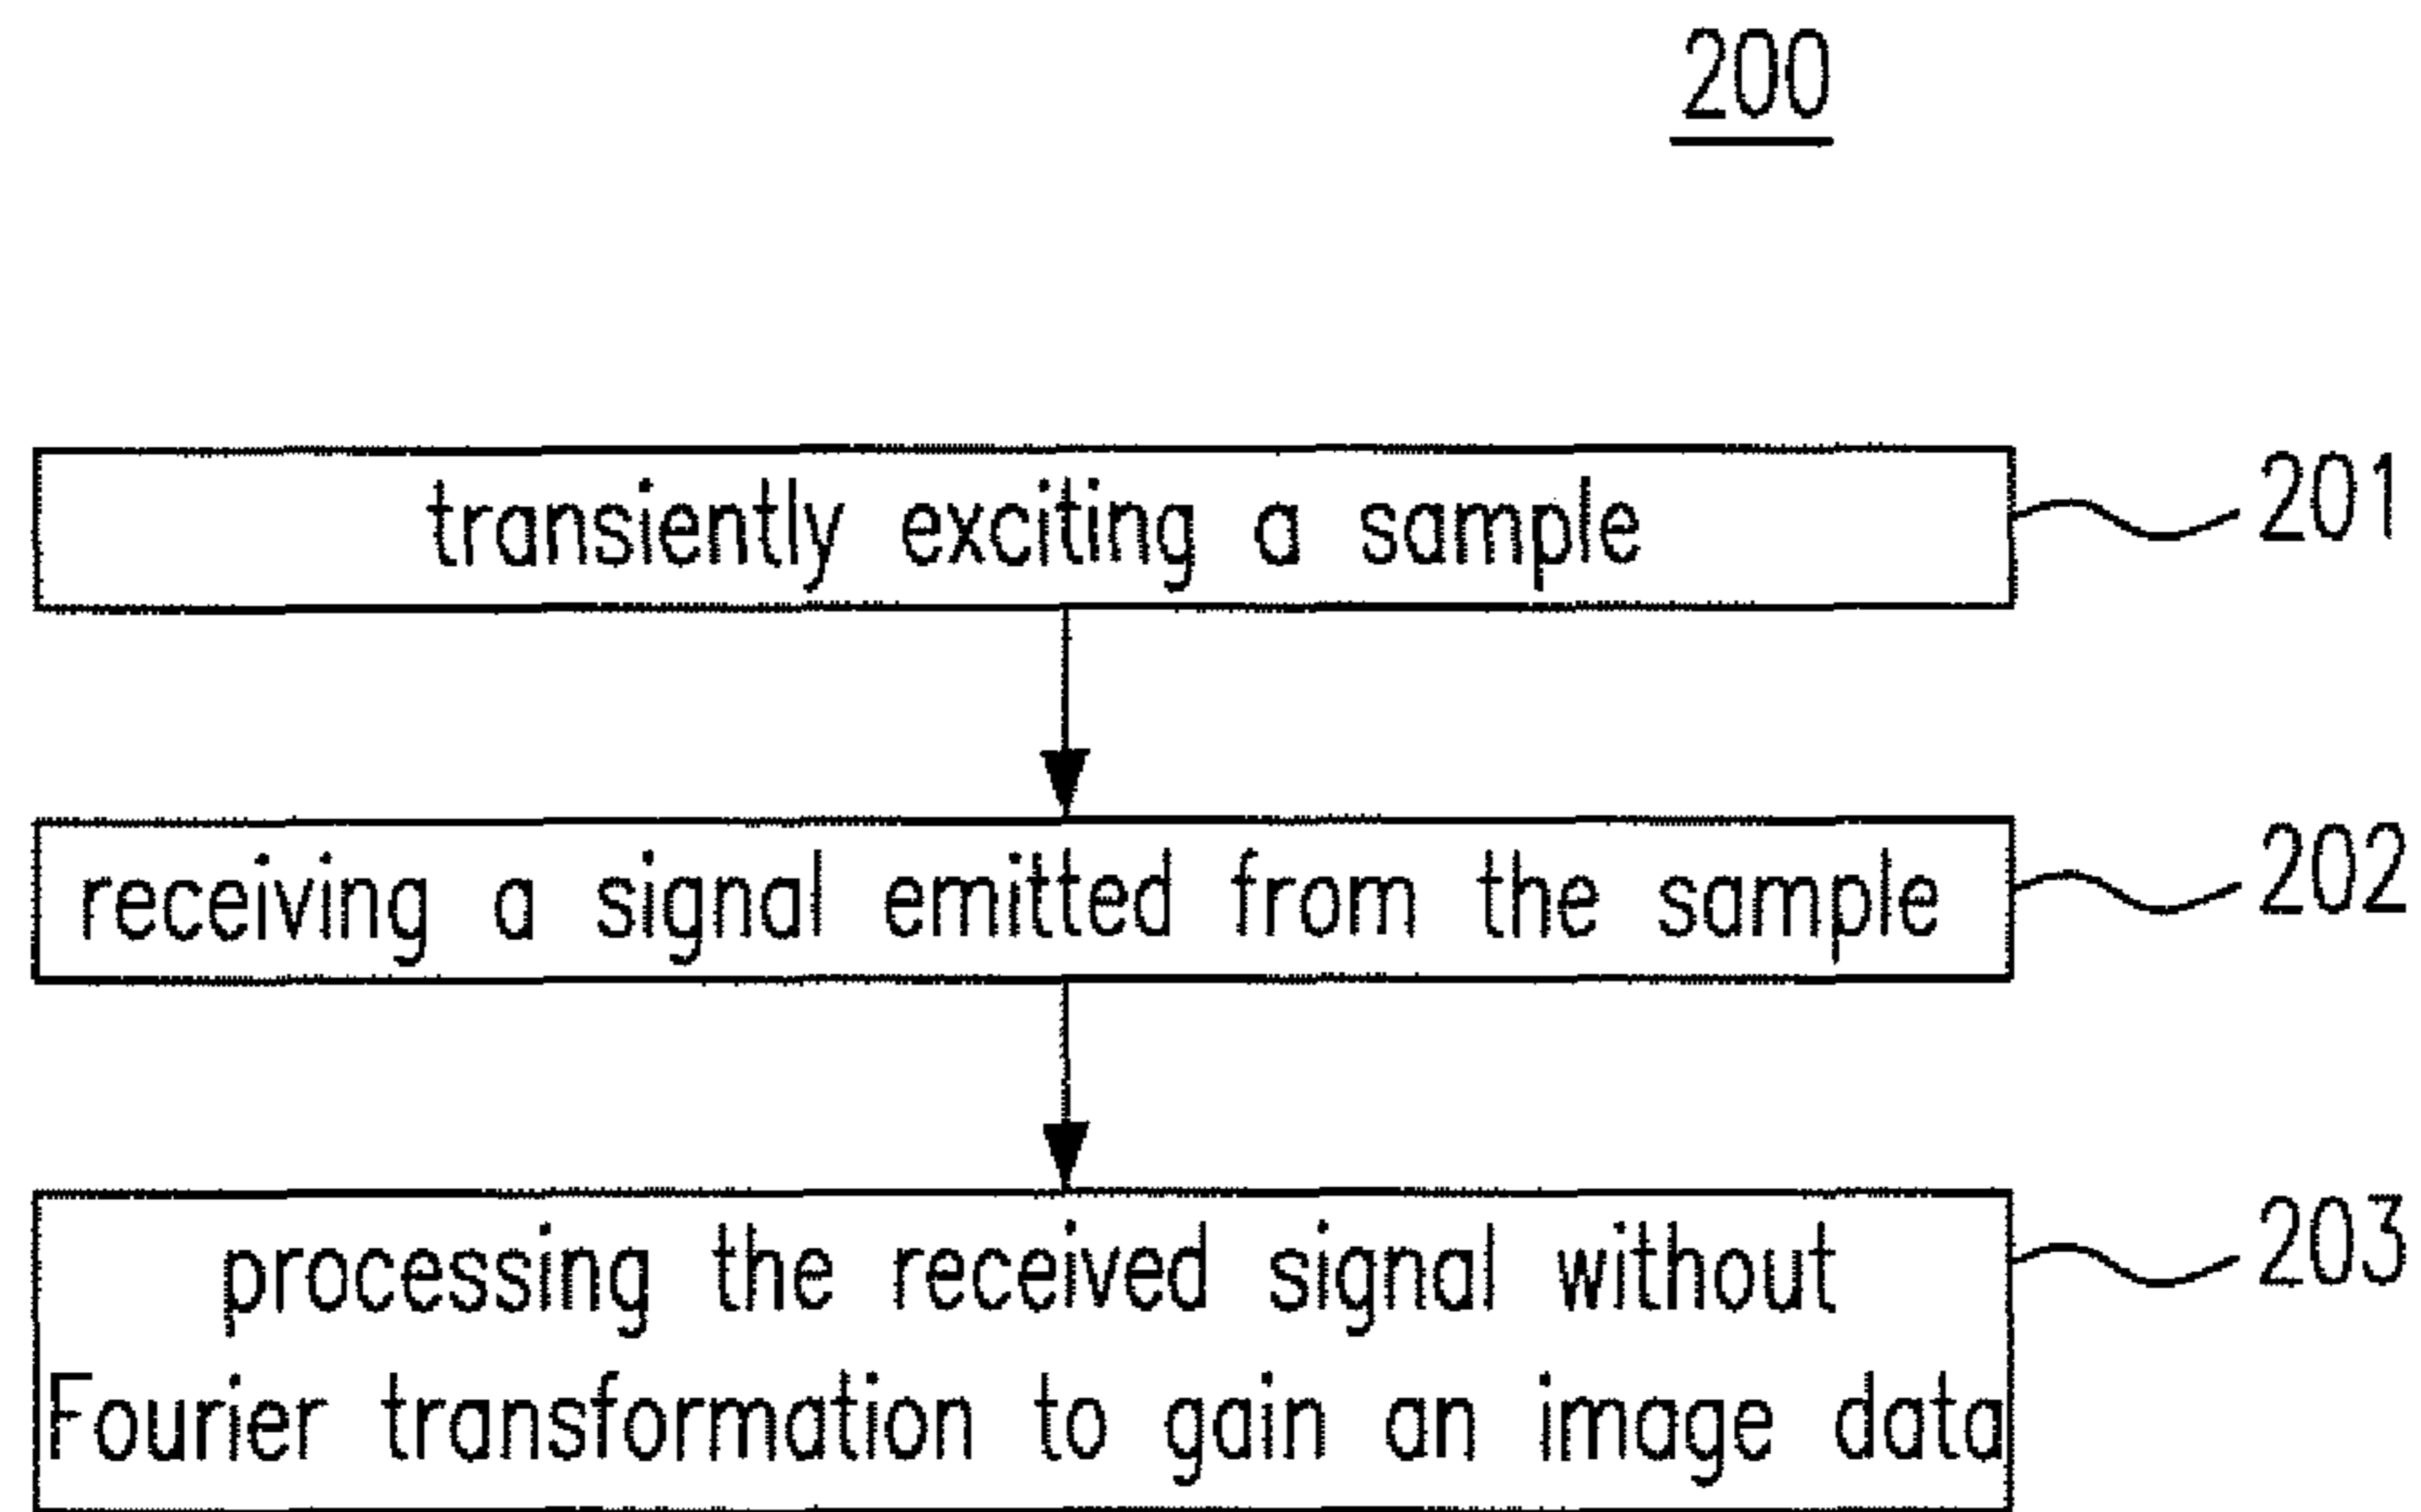 200
transiently exciting a sample
201
receiving a signal emitted from the sample
202
processing the received signal without
203
Fourier transformation to gain an image data